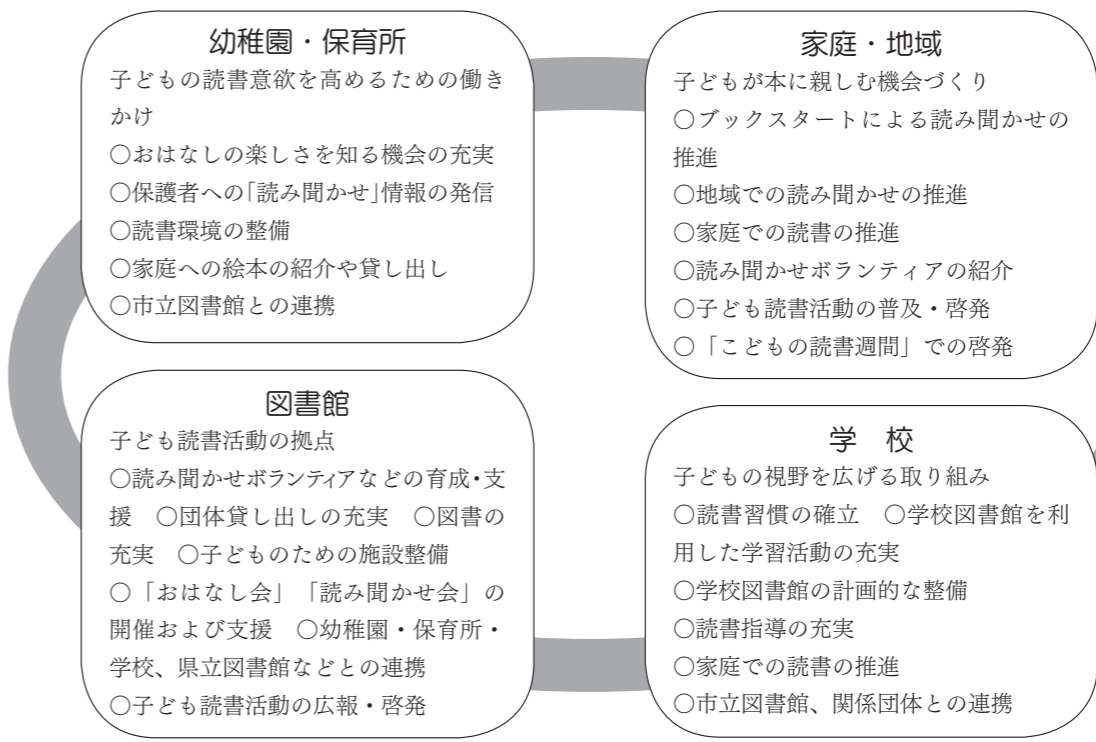 幼稚園・保育所
子どもの読書意欲を高めるための働き
かけ
○おはなしの楽しさを知る機会の充実
○保護者への「読み聞かせ」情報の発信
○読書環境の整備
○家庭への絵本の紹介や貸し出し
○市立図書館との連携
家庭・地域
子どもが本に親しむ機会づくり
○ブックスタートによる読み聞かせの
推進
○地域での読み聞かせの推進
○家庭での読書の推進
○読み聞かせボランティアの紹介
○子ども読書活動の普及・啓発
○「こどもの読書週間」での啓発
図書館
子ども読書活動の拠点
○読み聞かせボランティアなどの育成・支
援　○団体貸し出しの充実　○図書の
充実　○子どものための施設整備
○「おはなし会」「読み聞かせ会」の
開催および支援　○幼稚園・保育所・
学校、県立図書館などとの連携
○子ども読書活動の広報・啓発
学　校
子どもの視野を広げる取り組み
○読書習慣の確立　○学校図書館を利
用した学習活動の充実
○学校図書館の計画的な整備
○読書指導の充実
○家庭での読書の推進
○市立図書館、関係団体との連携